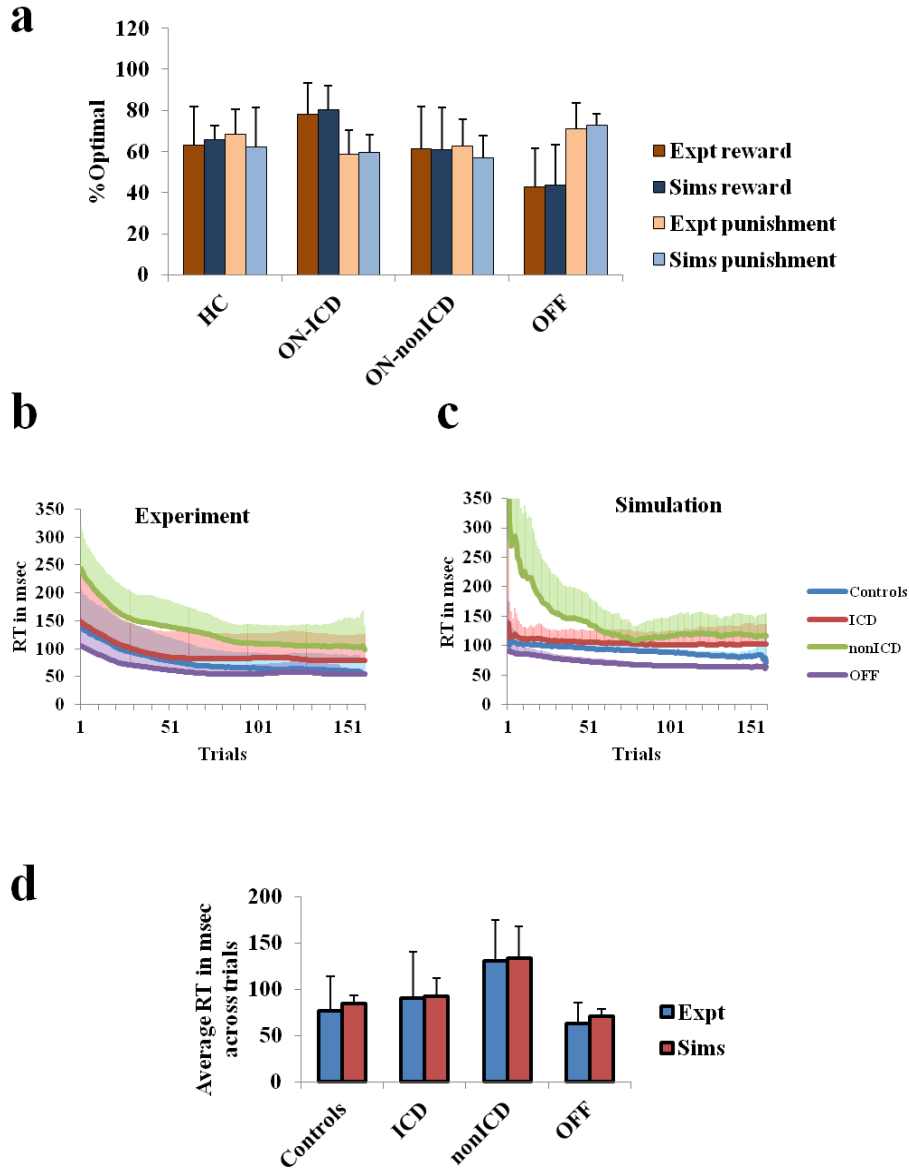 a
120
100
80
60
40
20
0
%Optimal
HC
ON-ICD
ON-nonICD
OFF
Expt reward
Sims reward
Expt punishment
Sims punishment
b
350
300
250
200
150
100
50
0
RT in msec
Experiment
1
51
101
151
Trials
c
350
300
250
200
150
100
50
0
RT in msec
Simulation
1
51
101
151
Trials
Controls
ICD
nonICD
OFF
d
200
150
100
50
0
Average RT in msec
across trials
Controls
ICD
nonICD
OFF
Expt
Sims